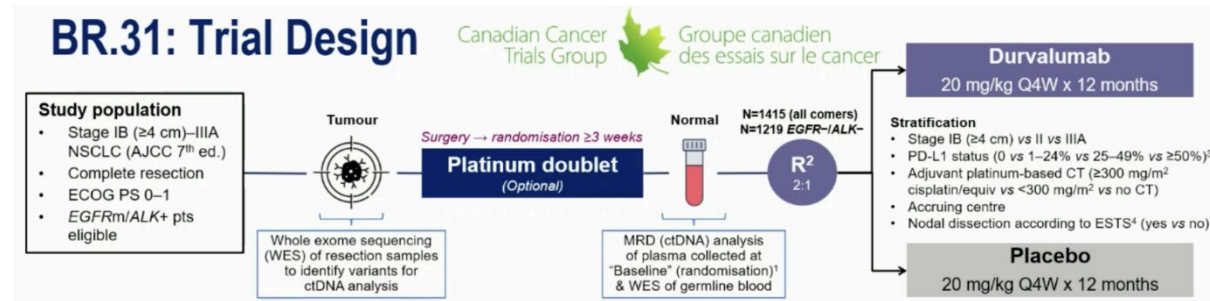 BR.31: Trial Design
Canadian Cancer
Trials Group
Groupe canadien
des essais sur le cancer
Study population
• Stage IB (≥4 cm)–IIIA
NSCLC (AJCC 7th ed.)
• Complete resection
• ECOG PS 0–1
• EGFRm/ALK+ pts
eligible
Tumour
Whole exome sequencing
(WES) of resection samples
to identify variants for
ctDNA analysis
Surgery → randomisation ≥3 weeks
Platinum doublet
(Optional)
Normal
MRD (ctDNA) analysis
of plasma collected at
"Baseline" (randomisation)¹
& WES of germline blood
N=1415 (all comers)
N=1219 EGFR−/ALK−
R²
2:1
Durvalumab
20 mg/kg Q4W x 12 months
Stratification
• Stage IB (≥4 cm) vs II vs IIIA
• PD-L1 status (0 vs 1–24% vs 25–49% vs ≥50%)³
• Adjuvant platinum-based CT (≥300 mg/m²
cisplatin/equiv vs <300 mg/m² vs no CT)
• Accruing centre
• Nodal dissection according to ESTS⁴ (yes vs no)
Placebo
20 mg/kg Q4W x 12 months